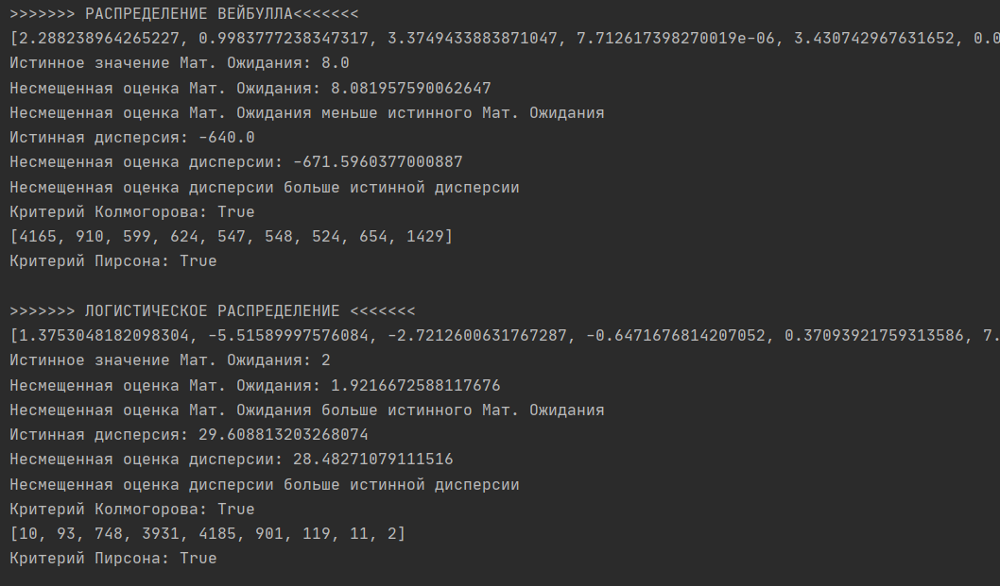 >>>>>>> РАСПРЕДЕЛЕНИЕ ВЕЙБУЛЛА<<<<<<<
[2.288238964265227, 0.9983777238347317, 3.3749433883871047, 7.712617398270019e-06, 3.430742967631652, 0.0
Истинное значение Мат. Ожидания: 8.0
Несмещенная оценка Мат. Ожидания: 8.081957590062647
Несмещенная оценка Мат. Ожидания меньше истинного Мат. Ожидания
Истинная дисперсия: -640.0
Несмещенная оценка дисперсии: -671.5960377000887
Несмещенная оценка дисперсии больше истинной дисперсии
Критерий Колмогорова: True
[4165, 910, 599, 624, 547, 548, 524, 654, 1429]
Критерий Пирсона: True
>>>>>>> ЛОГИСТИЧЕСКОЕ РАСПРЕДЕЛЕНИЕ <<<<<<<
[1.3753048182098304, -5.51589997576084, -2.7212600631767287, -0.6471676814207052, 0.37093921759313586, 7.
Истинное значение Мат. Ожидания: 2
Несмещенная оценка Мат. Ожидания: 1.9216672588117676
Несмещенная оценка Мат. Ожидания больше истинного Мат. Ожидания
Истинная дисперсия: 29.608813203268074
Несмещенная оценка дисперсии: 28.48271079111516
Несмещенная оценка дисперсии больше истинной дисперсии
Критерий Колмогорова: True
[10, 93, 748, 3931, 4185, 901, 119, 11, 2]
Критерий Пирсона: True